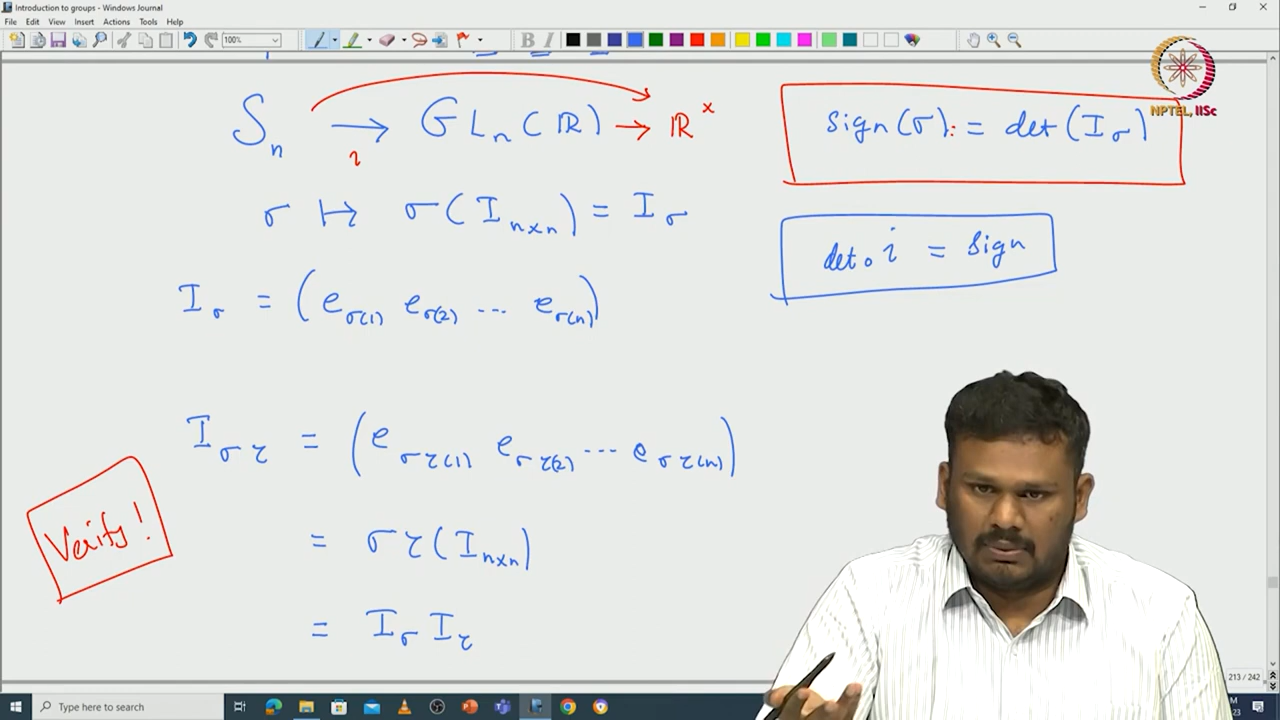 Introduction to groups - Windows Journal
File Edit View Insert Actions Tools Help
100%
B I
NPTEL, IISc
S_n → GL_n(ℝ) → ℝ^×
i
sign(σ) := det(I_σ)
σ ↦ σ(I_{n×n}) = I_σ
det ∘ i = sign
I_σ = (e_{σ(1)} e_{σ(2)} ... e_{σ(n)})
I_{στ} = (e_{στ(1)} e_{στ(2)} ... e_{στ(n)})
Verify!
= στ(I_{n×n})
= I_σ I_τ
213 / 242
Type here to search